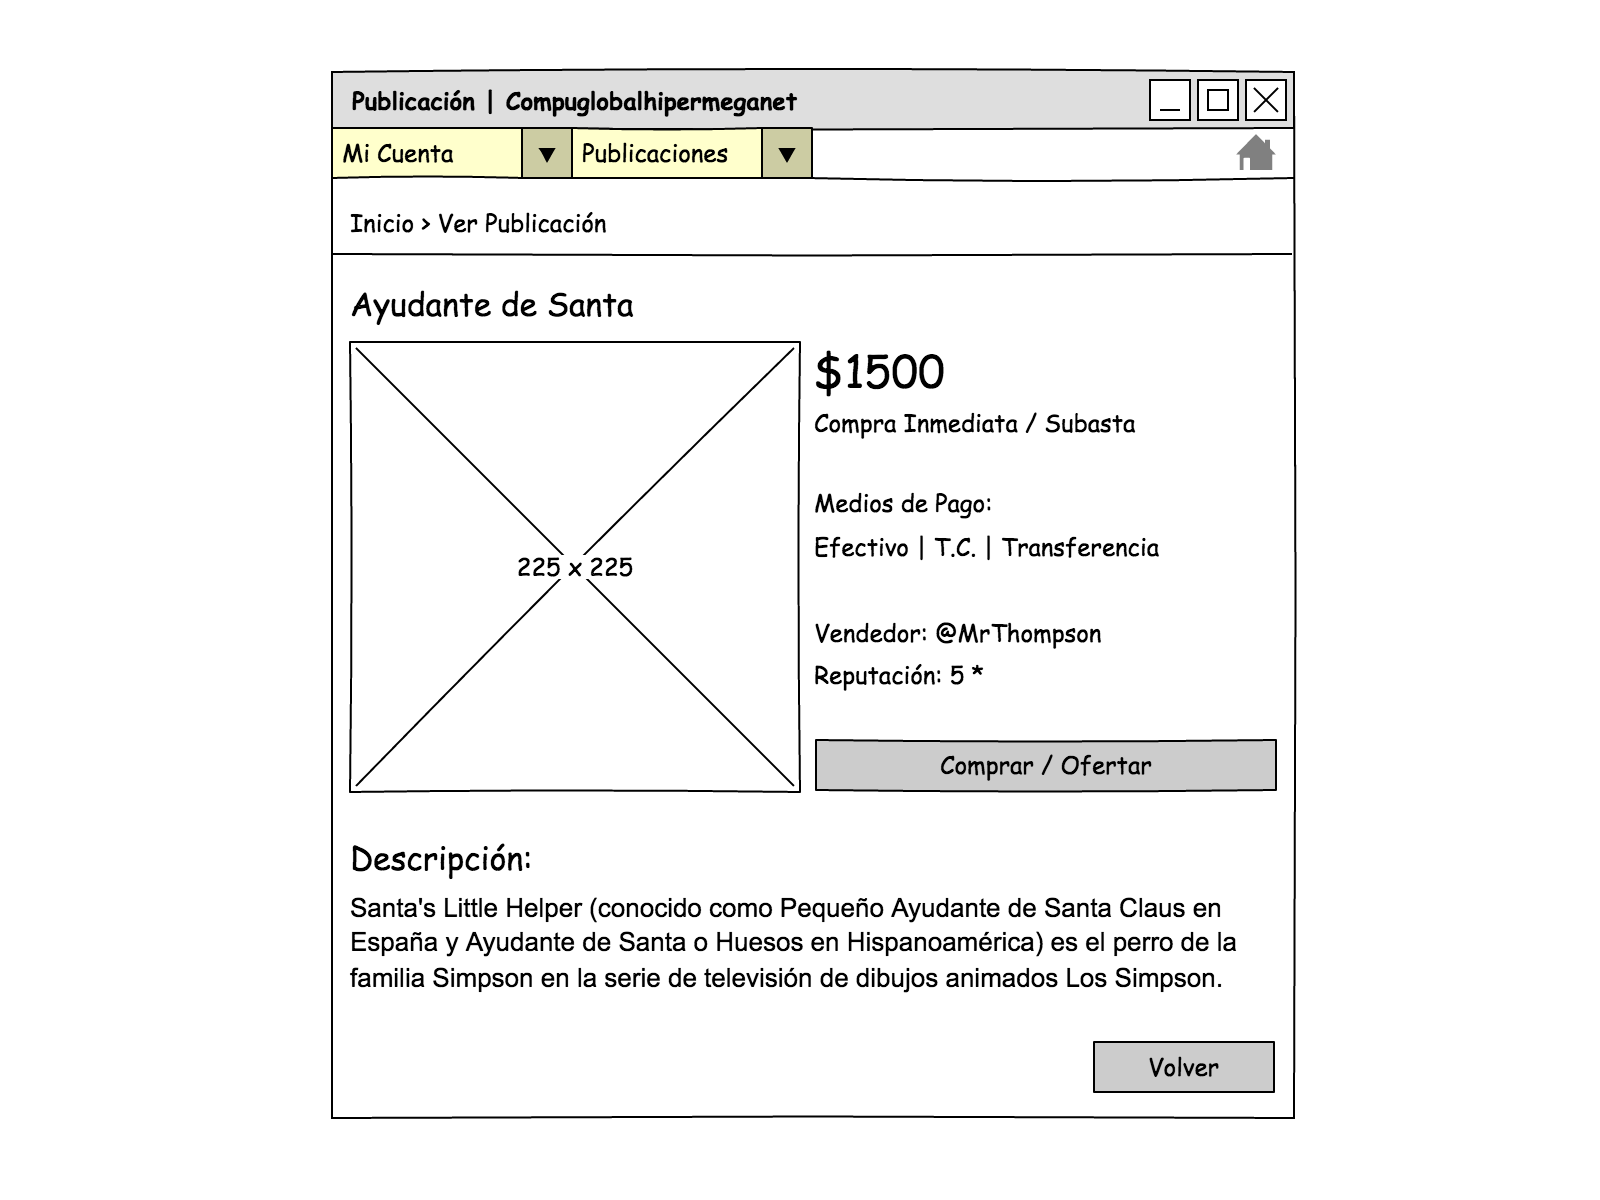 Publicación | Compuglobalhipermeganet
Mi Cuenta ▼ Publicaciones ▼
Inicio > Ver Publicación
Ayudante de Santa
225 x 225
$1500
Compra Inmediata / Subasta
Medios de Pago:
Efectivo | T.C. | Transferencia
Vendedor: @MrThompson
Reputación: 5 *
Comprar / Ofertar
Descripción:
Santa's Little Helper (conocido como Pequeño Ayudante de Santa Claus en
España y Ayudante de Santa o Huesos en Hispanoamérica) es el perro de la
familia Simpson en la serie de televisión de dibujos animados Los Simpson.
Volver